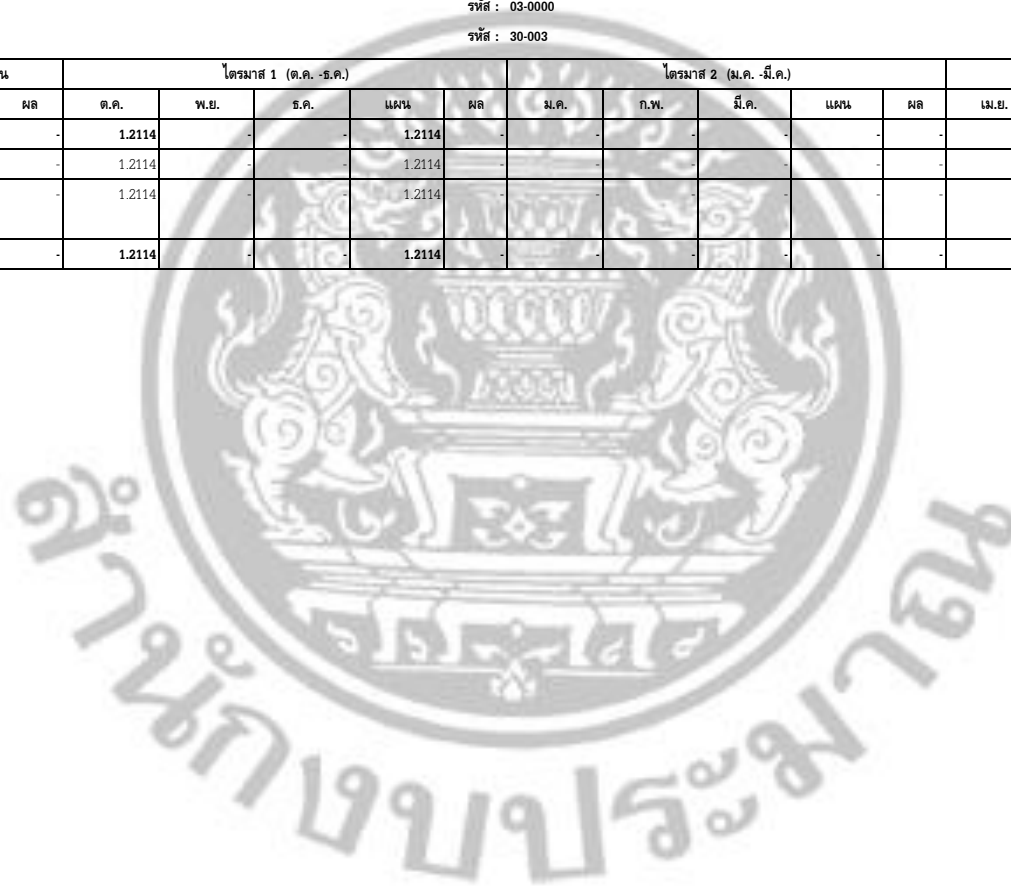 รหัส : 03-0000
รหัส : 30-003
น ไตรมาส 1 (ต.ค. -ธ.ค.) ไตรมาส 2 (ม.ค. -มี.ค.)
ผล ต.ค. พ.ย. ธ.ค. แผน ผล ม.ค. ก.พ. มี.ค. แผน ผล เม.ย.
- 1.2114 - - 1.2114 - - - - - -
- 1.2114 - - 1.2114 - - - - - -
- 1.2114 - - 1.2114 - - - - - -
- 1.2114 - - 1.2114 - - - - - -
สำนักงบประมาณ